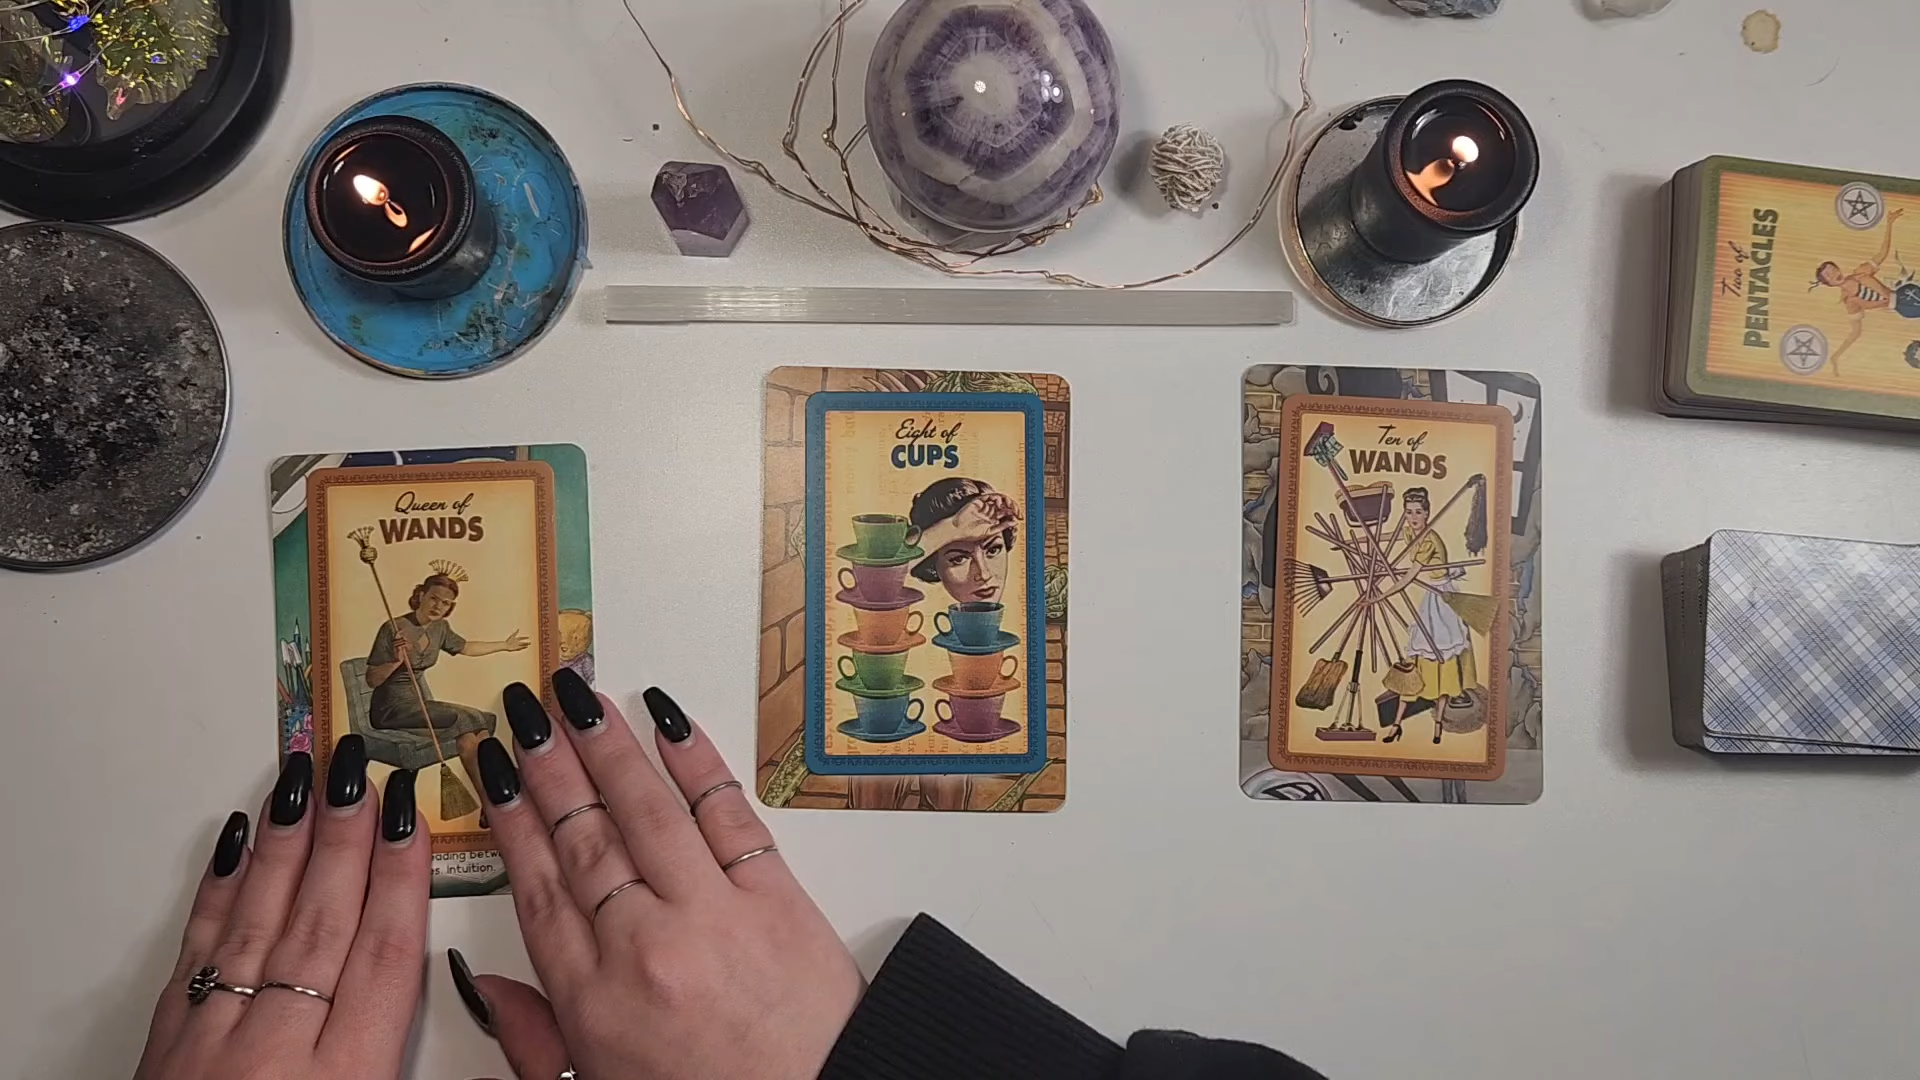 Queen of
WANDS
Eight of
CUPS
Ten of
WANDS
Two of
PENTACLES
Intuition.